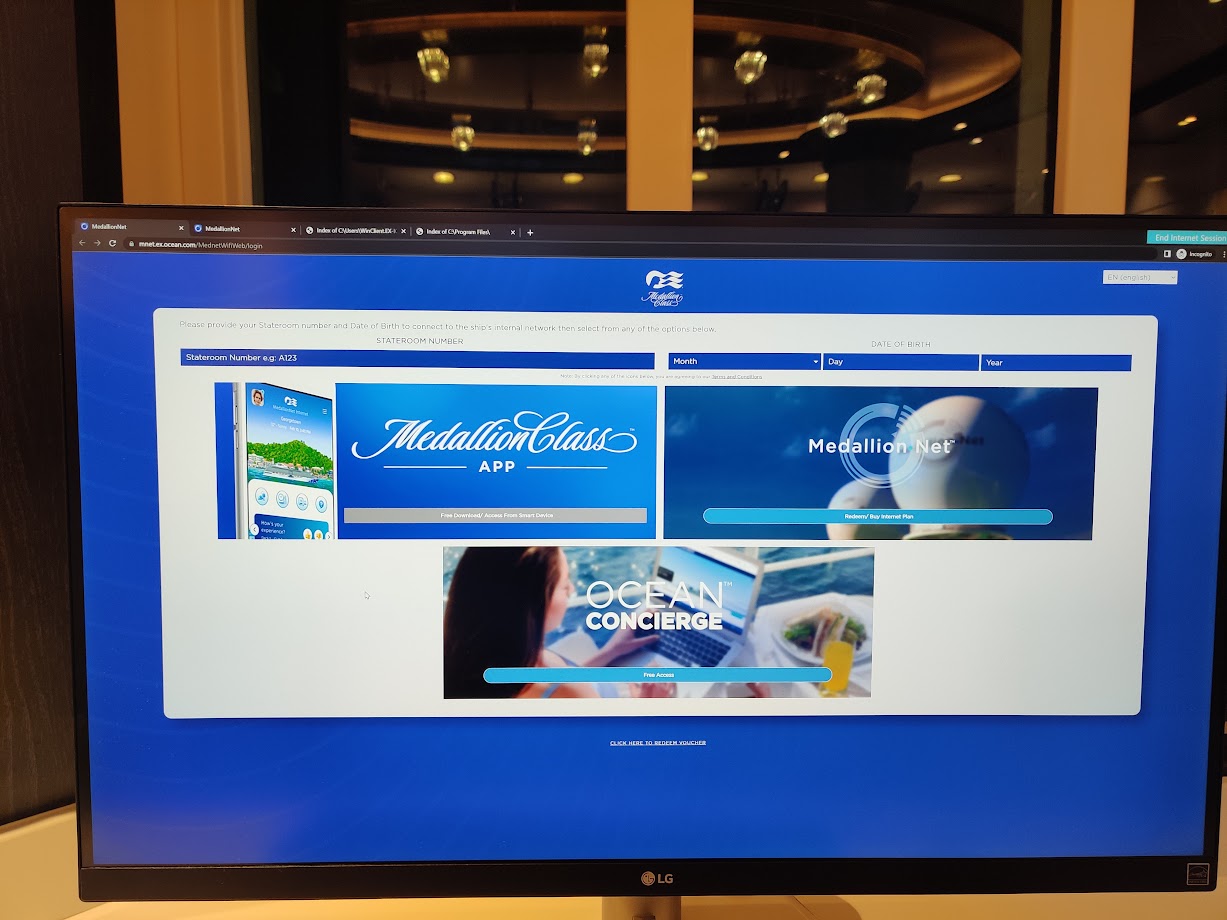 MedallionNet
MedallionNet
Index of C:\Users\WinClient.EX-
Index of C:\Program Files\
End Internet Session
mnet.ex.ocean.com/MednetWifiWeb/login
Incognito
EN (english)
Medallion
Class
Please provide your Stateroom number and Date of Birth to connect to the ship's internal network then select from any of the options below.
STATEROOM NUMBER
DATE OF BIRTH
Stateroom Number e.g: A123
Month
Day
Year
Note: By clicking any of the icons below, you are agreeing to our Terms and Conditions
MedallionClass™
APP
Free Download/ Access From Smart Device
How's your
experience?
Medallion Net™
Redeem/ Buy Internet Plan
OCEAN™
CONCIERGE
Free Access
CLICK HERE TO REDEEM VOUCHER
LG